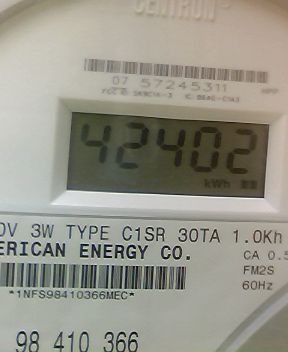 CENTRON
07 57245311
42402
kWh
0V 3W TYPE C1SR 30TA 1.0Kh
ERICAN ENERGY CO.
CA 0.5
FM2S
60Hz
*1NFS98410366MEC*
98 410 366